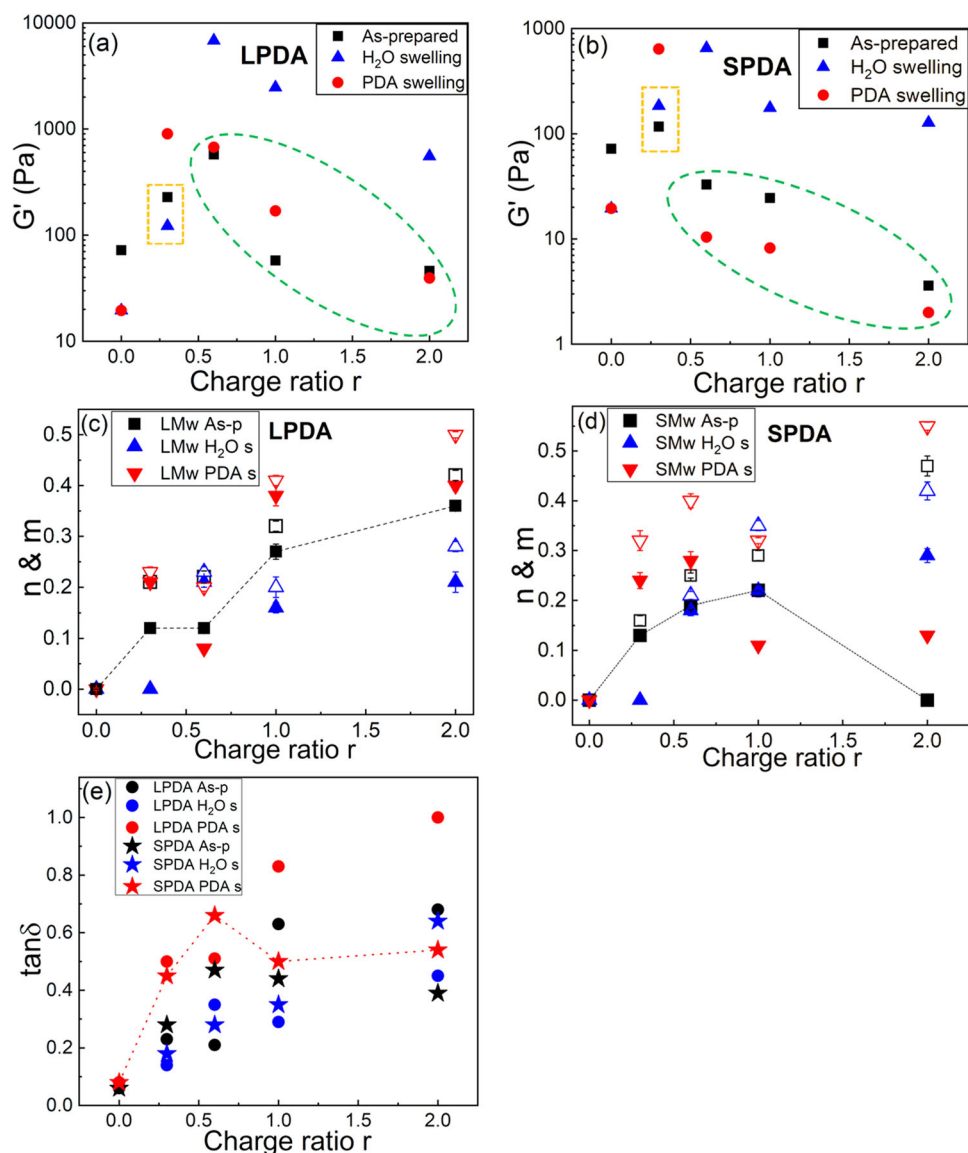 (a)
LPDA
As-prepared
H₂O swelling
PDA swelling
10000
1000
100
10
G' (Pa)
0.0 0.5 1.0 1.5 2.0
Charge ratio r
(b)
SPDA
As-prepared
H₂O swelling
PDA swelling
1000
100
10
1
G' (Pa)
0.0 0.5 1.0 1.5 2.0
Charge ratio r
(c)
LMw As-p
LMw H₂O s
LMw PDA s
LPDA
0.5
0.4
0.3
0.2
0.1
0.0
n & m
0.0 0.5 1.0 1.5 2.0
Charge ratio r
(d)
SMw As-p
SMw H₂O s
SMw PDA s
SPDA
0.5
0.4
0.3
0.2
0.1
0.0
n & m
0.0 0.5 1.0 1.5 2.0
Charge ratio r
(e)
LPDA As-p
LPDA H₂O s
LPDA PDA s
SPDA As-p
SPDA H₂O s
SPDA PDA s
1.0
0.8
0.6
0.4
0.2
0.0
tanδ
0.0 0.5 1.0 1.5 2.0
Charge ratio r